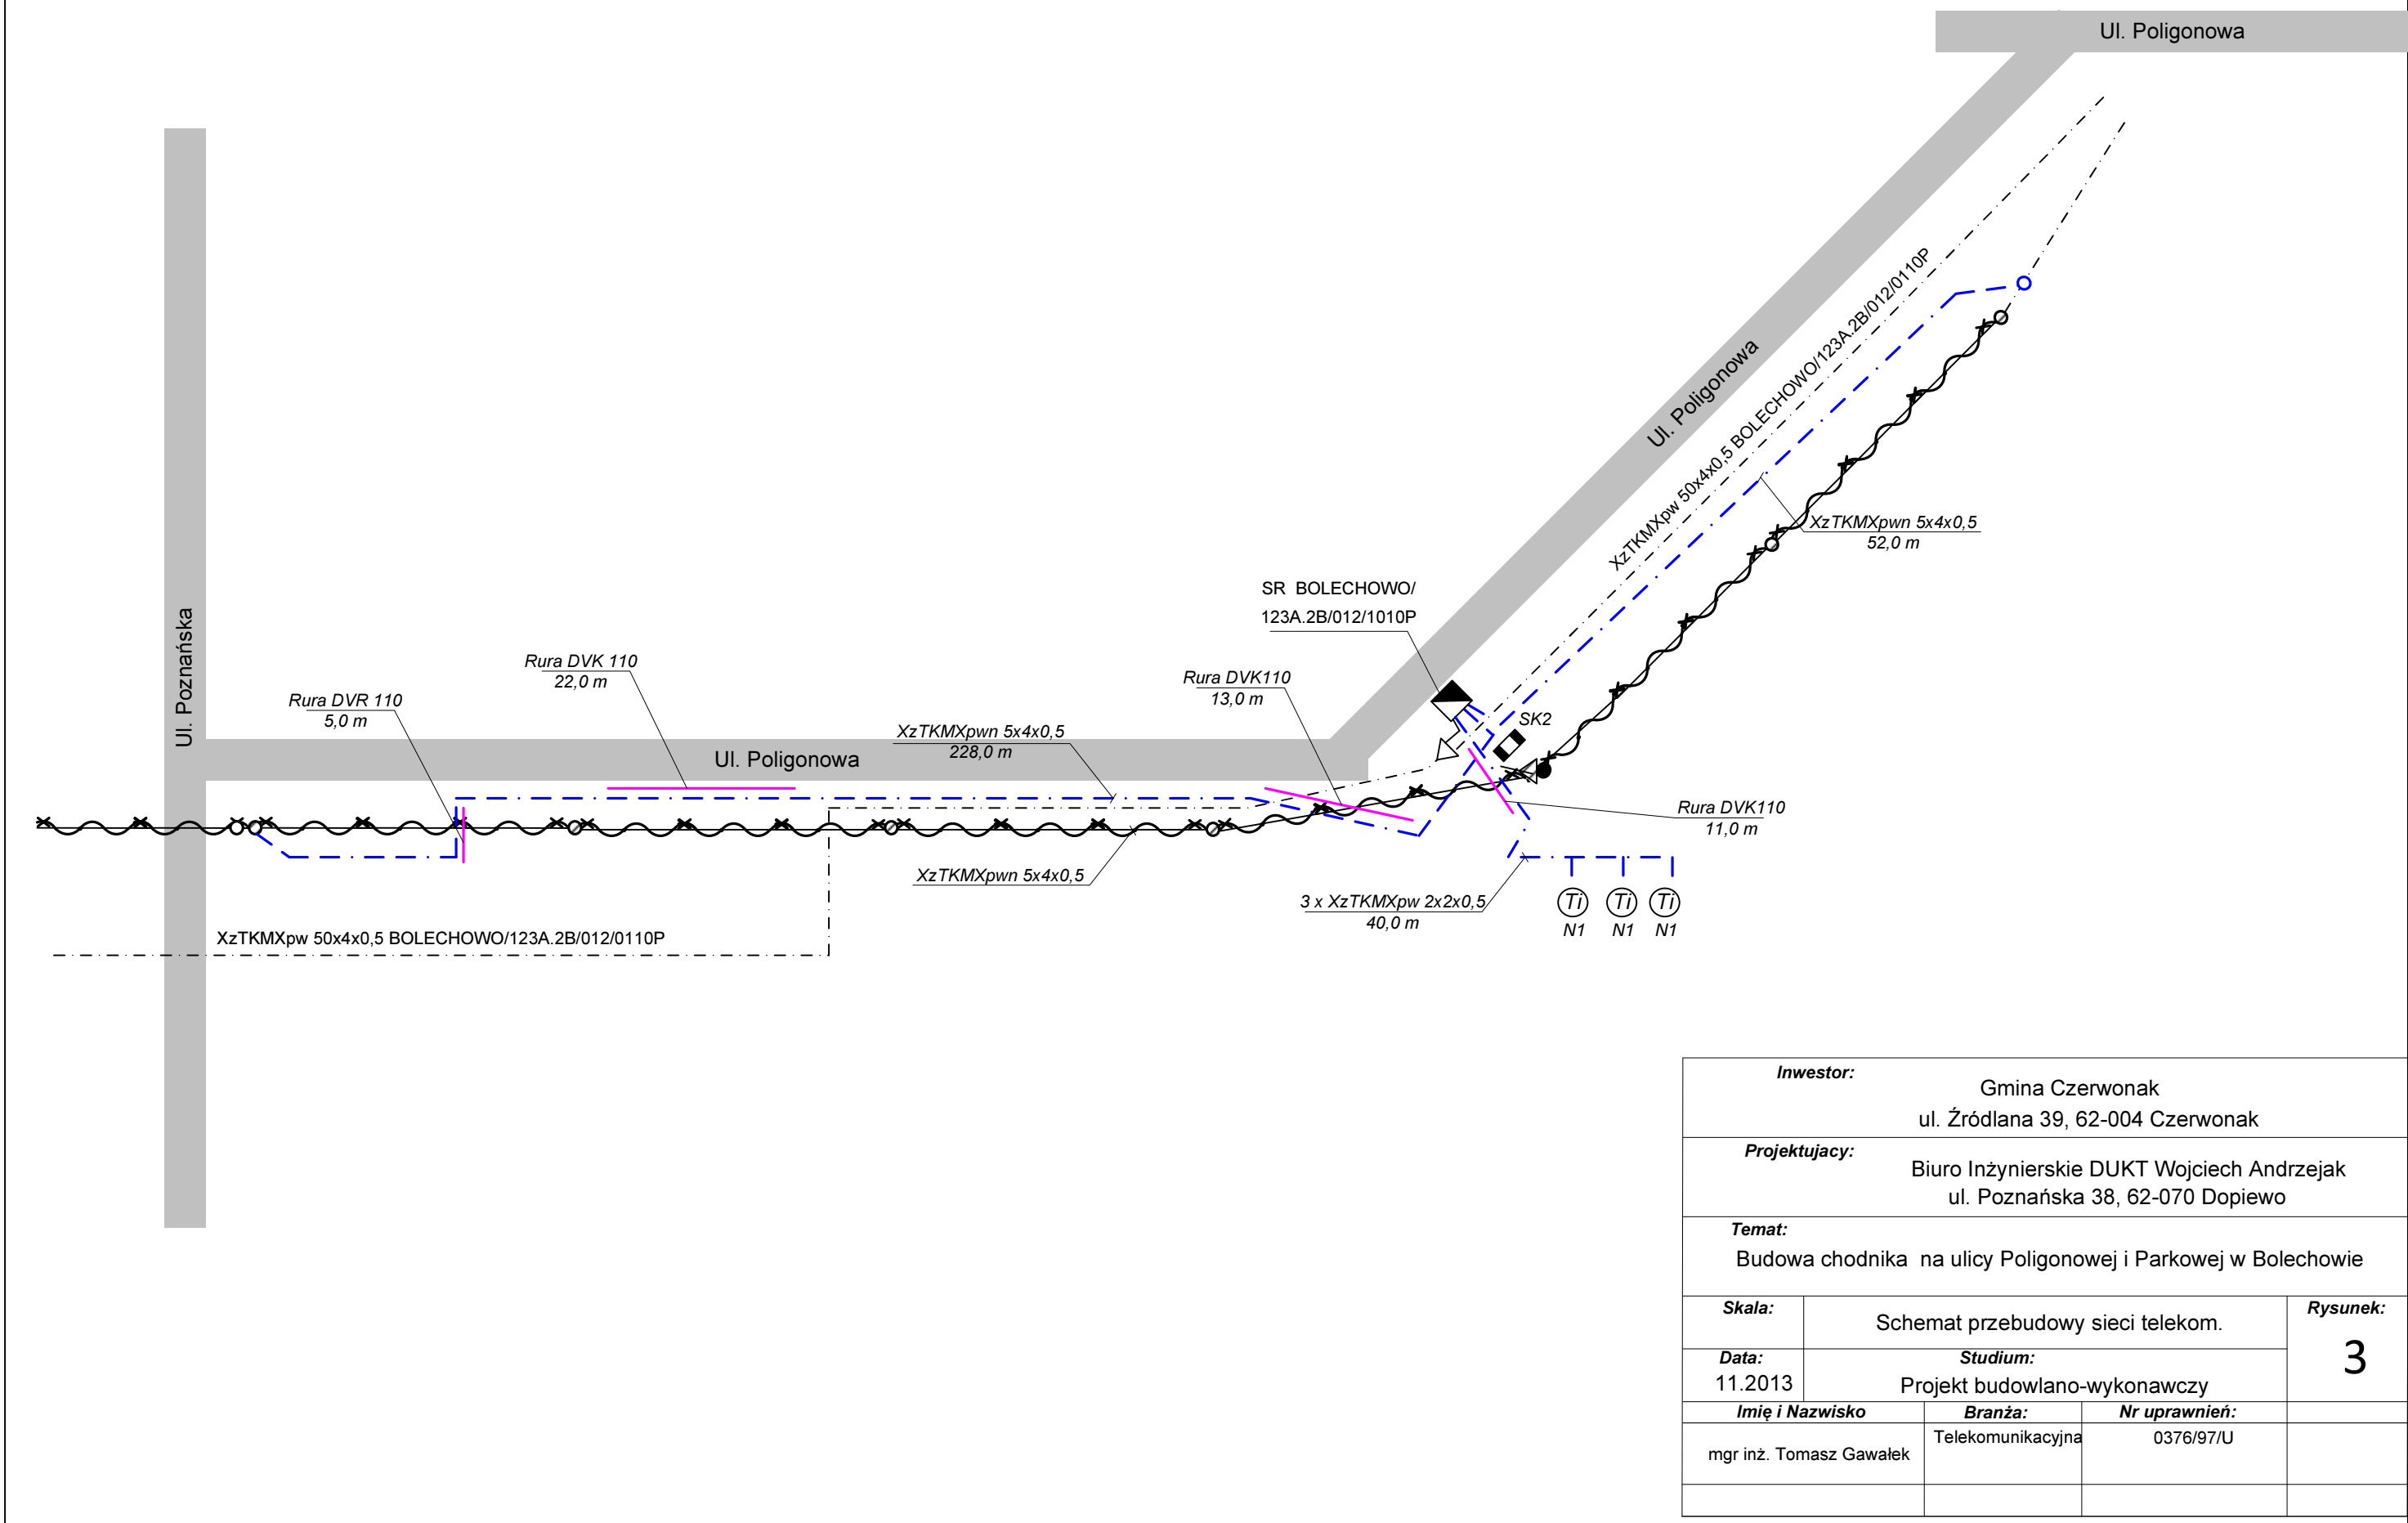 Ul. Poligonowa
Ul. Poznańska
Ul. Poligonowa
XzTKMXpw 50x4x0,5 BOLECHOWO/123A.2B/012/0110P
XzTKMXpwn 5x4x0,5
52,0 m
SR BOLECHOWO/
123A.2B/012/1010P
Rura DVK 110
22,0 m
Rura DVR 110
5,0 m
Rura DVK110
13,0 m
SK2
XzTKMXpwn 5x4x0,5
228,0 m
Ul. Poligonowa
Rura DVK110
11,0 m
XzTKMXpwn 5x4x0,5
3 x XzTKMXpw 2x2x0,5
40,0 m
Ti Ti Ti
N1 N1 N1
XzTKMXpw 50x4x0,5 BOLECHOWO/123A.2B/012/0110P
Inwestor:
Gmina Czerwonak
ul. Źródlana 39, 62-004 Czerwonak
Projektujacy:
Biuro Inżynierskie DUKT Wojciech Andrzejak
ul. Poznańska 38, 62-070 Dopiewo
Temat:
Budowa chodnika na ulicy Poligonowej i Parkowej w Bolechowie
Skala:
Schemat przebudowy sieci telekom.
Rysunek:
3
Data:
11.2013
Studium:
Projekt budowlano-wykonawczy
Imię i Nazwisko
Branża:
Nr uprawnień:
mgr inż. Tomasz Gawałek
Telekomunikacyjna
0376/97/U